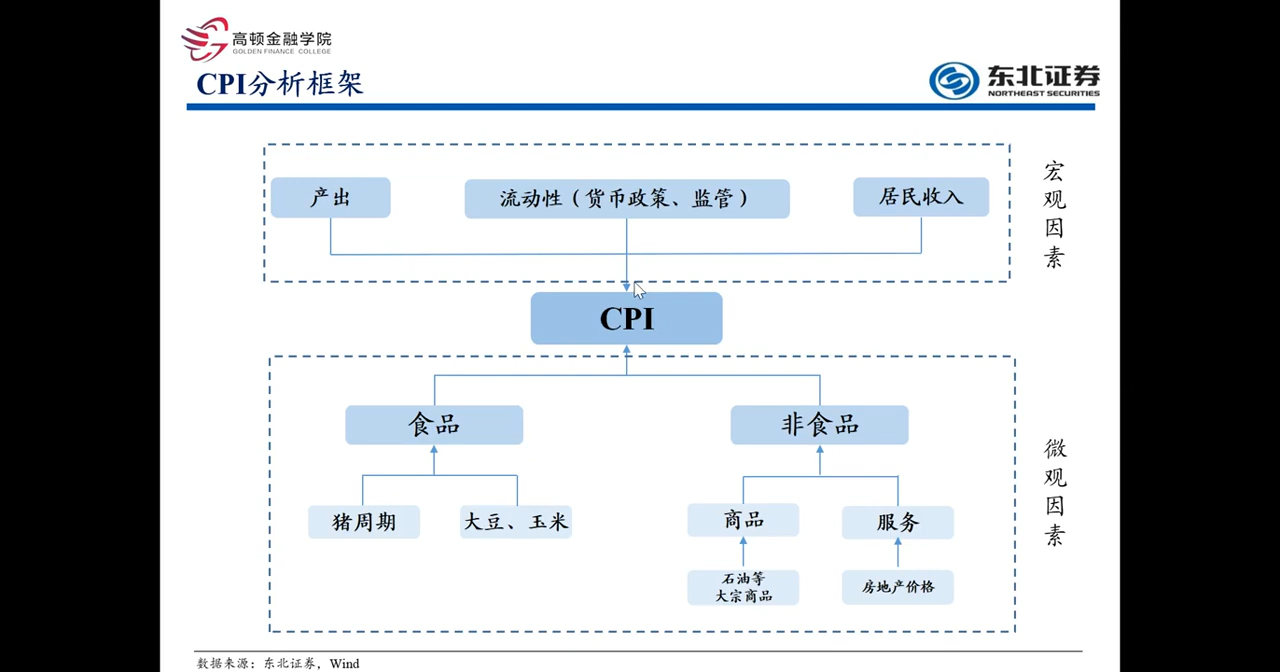 高顿金融学院
GOLDEN FINANCE COLLEGE
CPI分析框架
东北证券
NORTHEAST SECURITIES
产出
流动性（货币政策、监管）
居民收入
宏观因素
CPI
食品
非食品
微观因素
猪周期
大豆、玉米
商品
服务
石油等
大宗商品
房地产价格
数据来源：东北证券，Wind